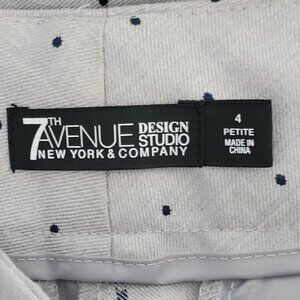 7TH AVENUE DESIGN STUDIO
NEW YORK & COMPANY
4
PETITE
MADE IN
CHINA